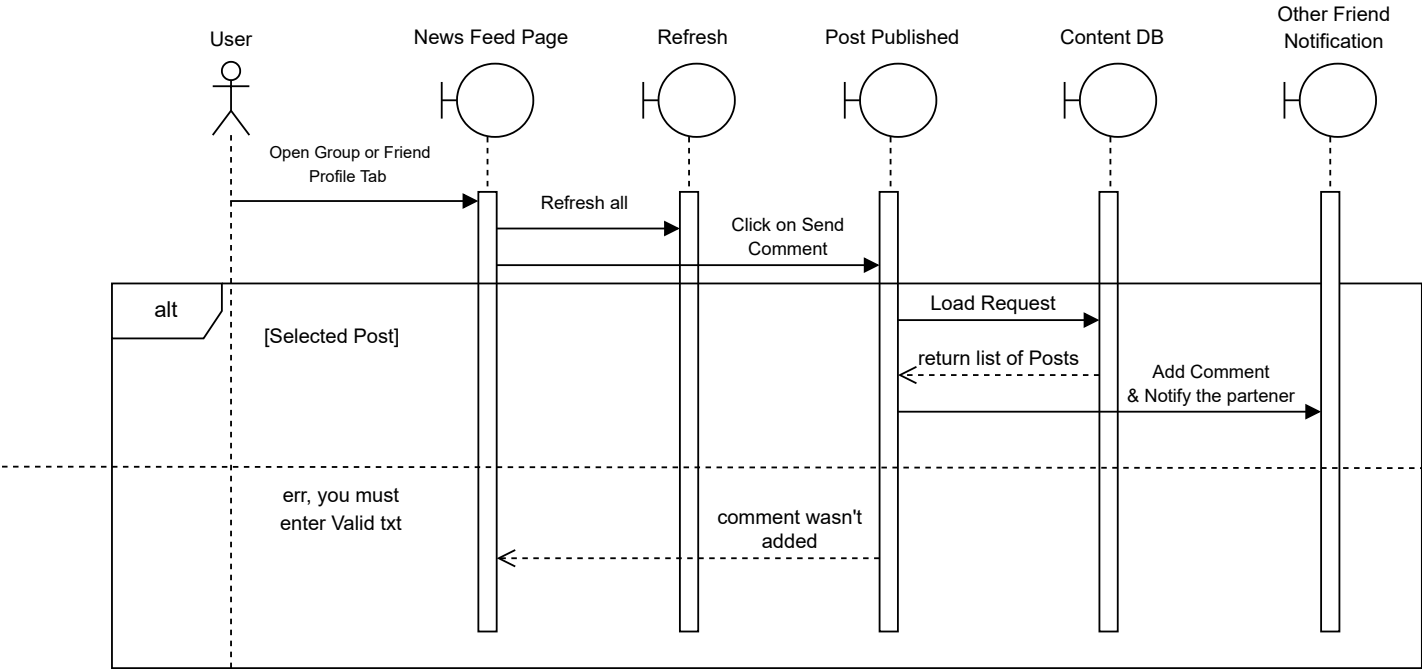 User
News Feed Page
Refresh
Post Published
Content DB
Other Friend
Notification
Open Group or Friend
Profile Tab
Refresh all
Click on Send
Comment
alt
[Selected Post]
Load Request
return list of Posts
Add Comment
& Notify the partener
err, you must
enter Valid txt
comment wasn't
added